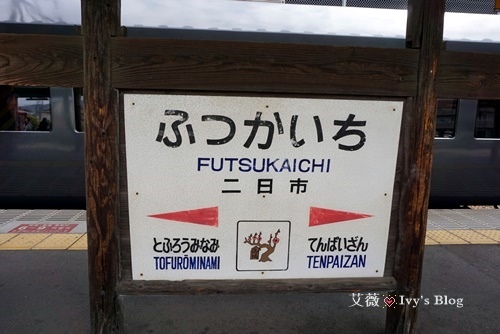 ふつかいち
FUTSUKAICHI
二日市
とふろうみなみ
TOFURŌMINAMI
てんぱいざん
TENPAIZAN
艾薇 Ivy's Blog